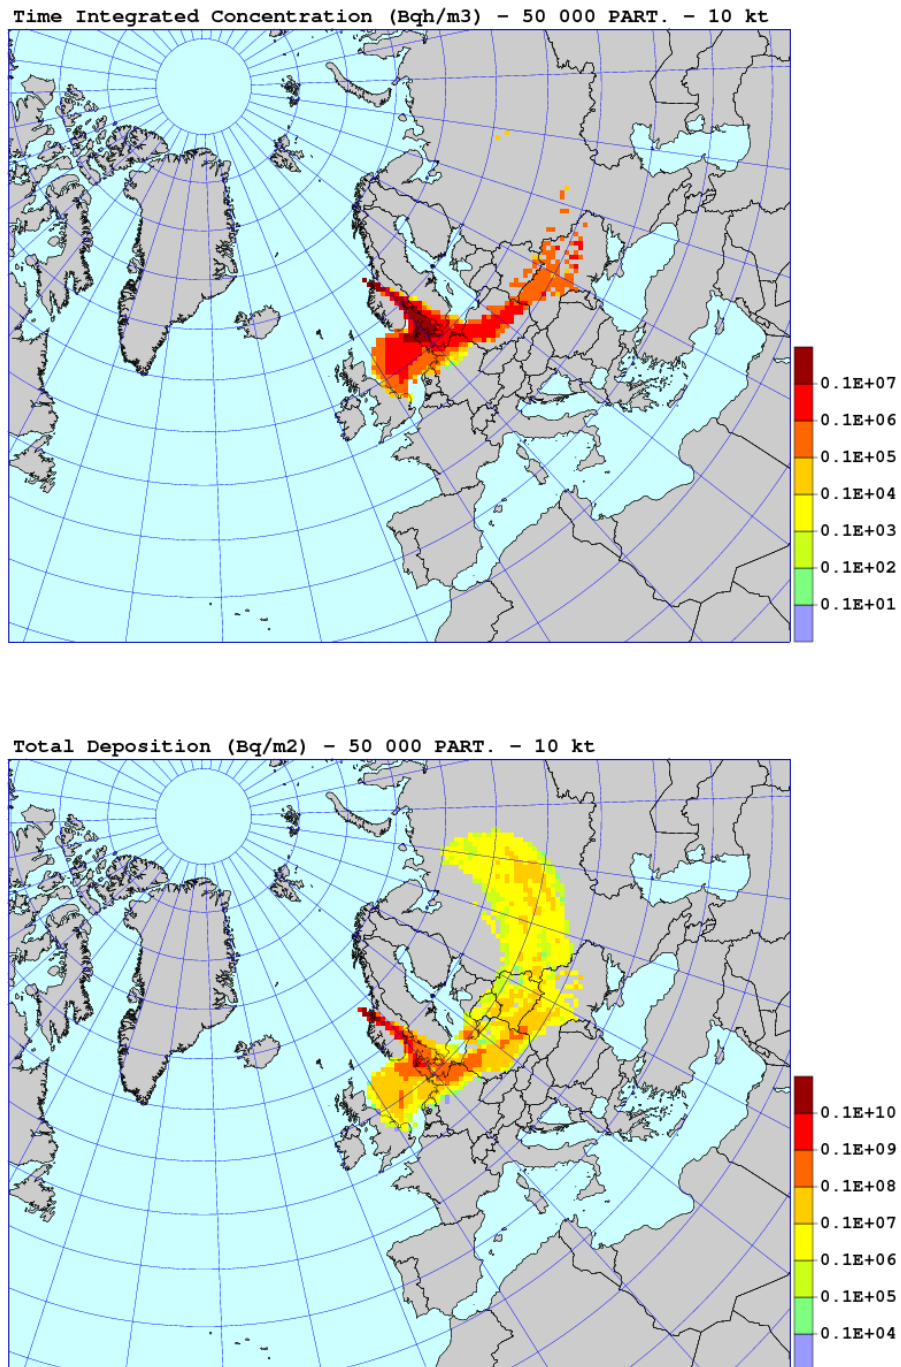 Time Integrated Concentration (Bqh/m3) – 50 000 PART. – 10 kt
0.1E+07
0.1E+06
0.1E+05
0.1E+04
0.1E+03
0.1E+02
0.1E+01
Total Deposition (Bq/m2) – 50 000 PART. – 10 kt
0.1E+10
0.1E+09
0.1E+08
0.1E+07
0.1E+06
0.1E+05
0.1E+04